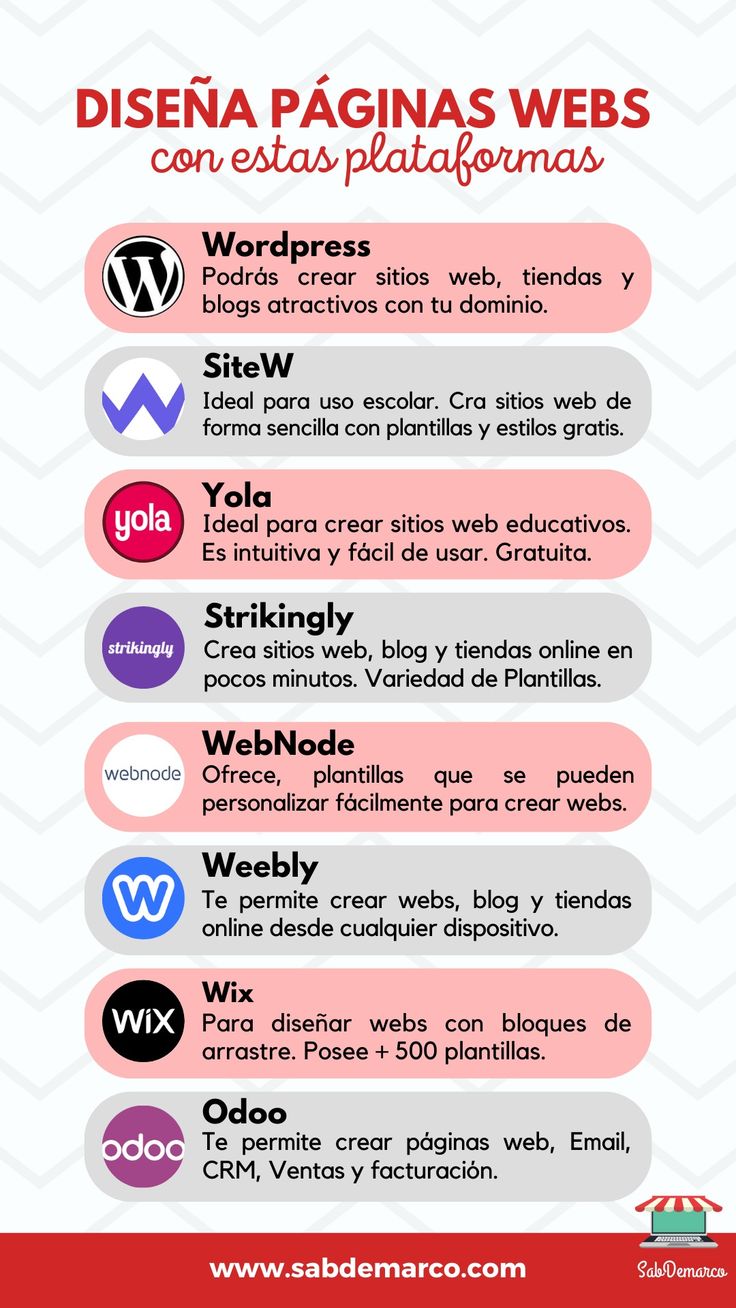 DISEÑA PÁGINAS WEBS
con estas plataformas
Wordpress
Podrás crear sitios web, tiendas y
blogs atractivos con tu dominio.
SiteW
Ideal para uso escolar. Cra sitios web de
forma sencilla con plantillas y estilos gratis.
yola
Yola
Ideal para crear sitios web educativos.
Es intuitiva y fácil de usar. Gratuita.
strikingly
Strikingly
Crea sitios web, blog y tiendas online en
pocos minutos. Variedad de Plantillas.
webnode
WebNode
Ofrece, plantillas que se pueden
personalizar fácilmente para crear webs.
Weebly
Te permite crear webs, blog y tiendas
online desde cualquier dispositivo.
WiX
Wix
Para diseñar webs con bloques de
arrastre. Posee + 500 plantillas.
odoo
Odoo
Te permite crear páginas web, Email,
CRM, Ventas y facturación.
www.sabdemarco.com
SabDemarco